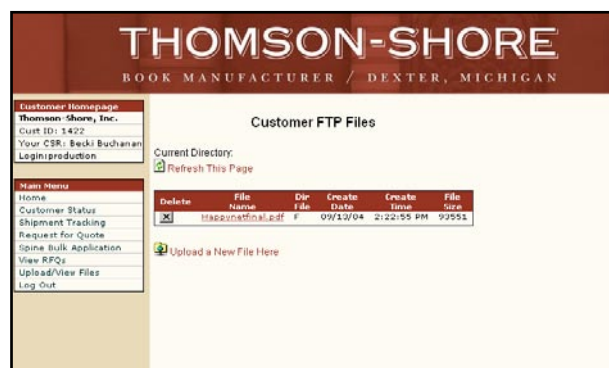 THOMSON-SHORE
BOOK MANUFACTURER / DEXTER, MICHIGAN
Customer Homepage
Thomson-Shore, Inc.
Cust ID: 1422
Your CSR: Becki Buchanan
Login:production
Main Menu
Home
Customer Status
Shipment Tracking
Request for Quote
Spine Bulk Application
View RFQs
Upload/View Files
Log Out
Customer FTP Files
Current Directory:
Refresh This Page
Delete File Name Dir File Create Date Create Time File Size
X Happynetfinal.pdf F 09/13/04 2:22:55 PM 93551
Upload a New File Here